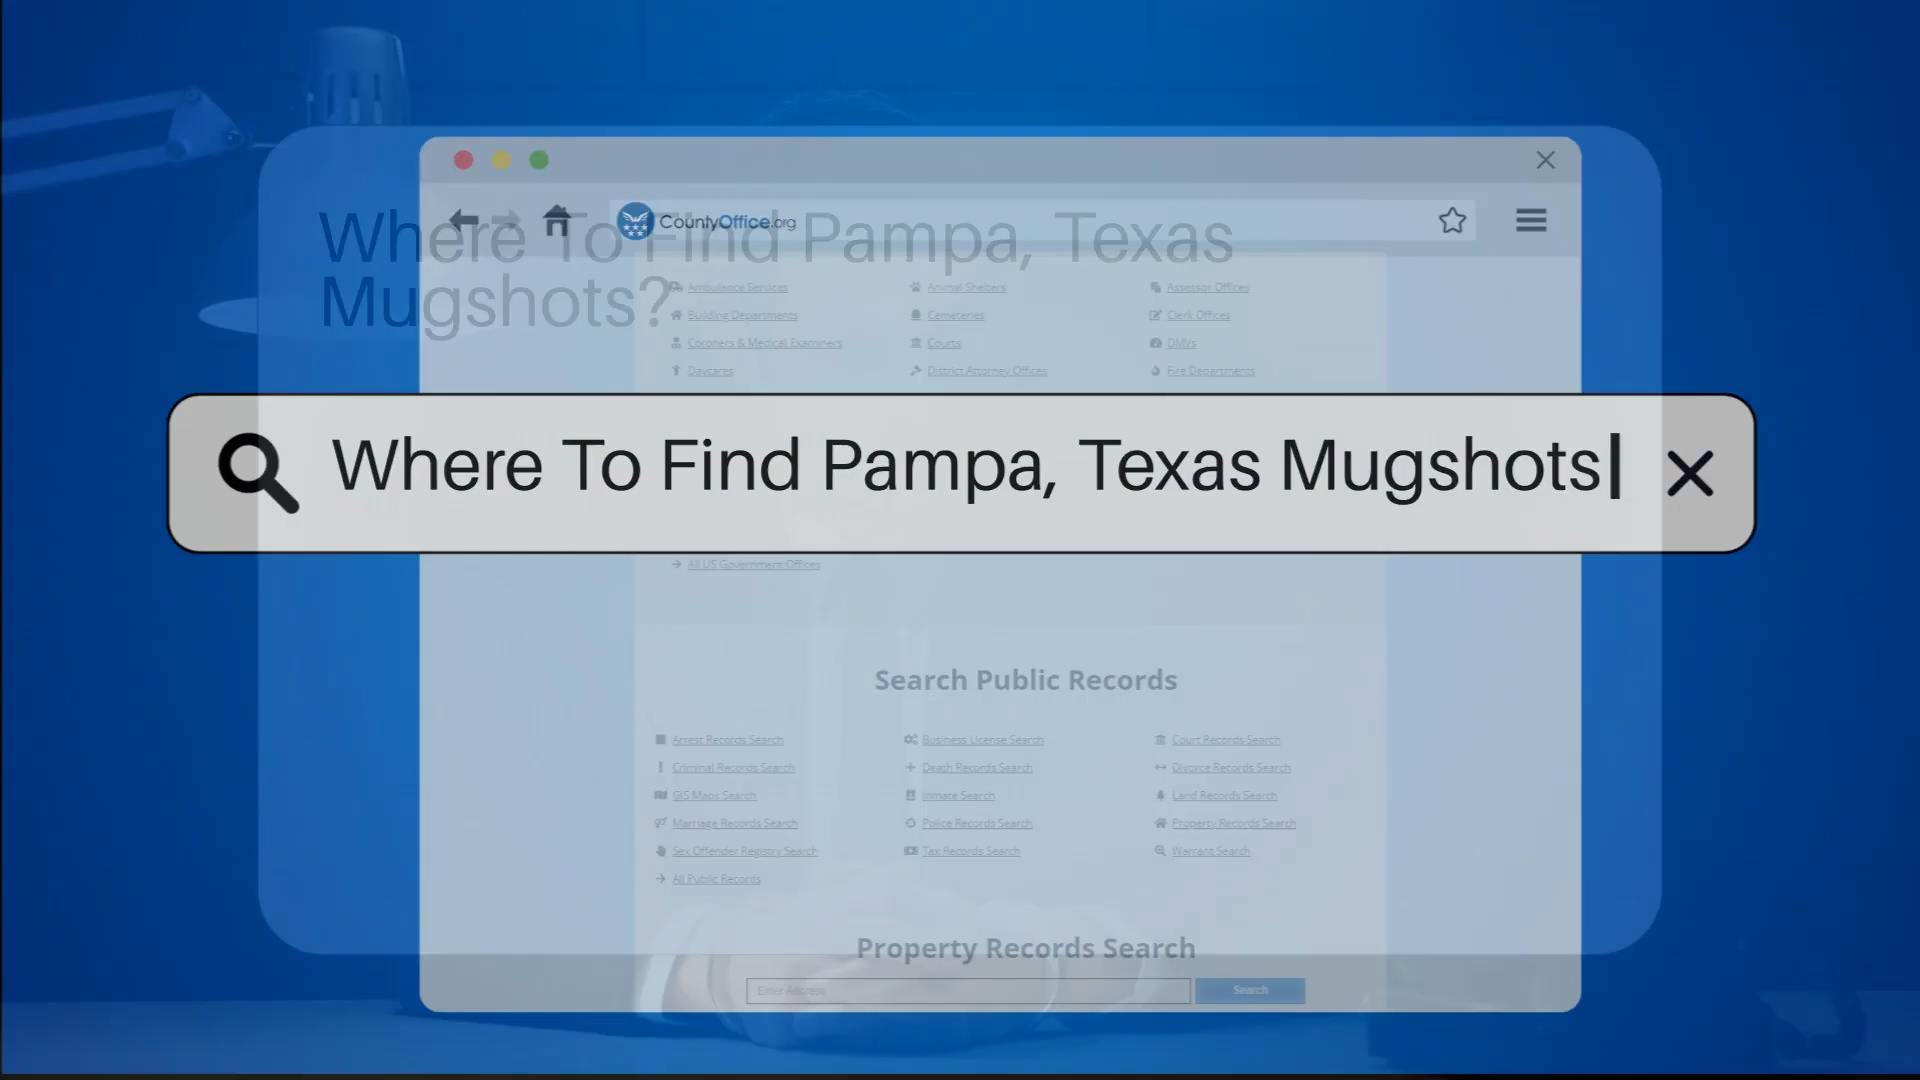 CountyOffice.org
Where To Find Pampa, Texas
Mugshots?
Ambulance Services
Animal Shelters
Assessor Offices
Building Departments
Cemeteries
Clerk Offices
Coroners & Medical Examiners
Courts
DMVs
Daycares
District Attorney Offices
Fire Departments
Where To Find Pampa, Texas Mugshots
All US Government Offices
Search Public Records
Arrest Records Search
Business License Search
Court Records Search
Criminal Records Search
Death Records Search
Divorce Records Search
GIS Maps Search
Inmate Search
Land Records Search
Marriage Records Search
Police Records Search
Property Records Search
Sex Offender Registry Search
Tax Records Search
Warrant Search
All Public Records
Property Records Search
Enter Address
Search